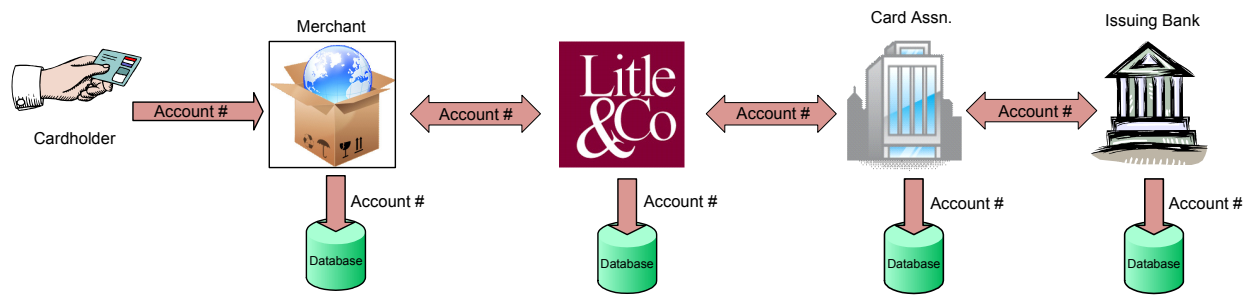 Merchant
Card Assn.
Issuing Bank
Cardholder
Account #
Account #
Litle
&Co
Account #
Account #
Account #
Account #
Account #
Account #
Database
Database
Database
Database